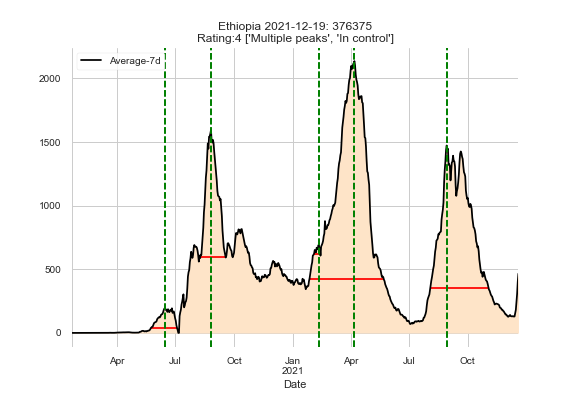 Ethiopia 2021-12-19: 376375
Rating:4 ['Multiple peaks', 'In control']
Average-7d
2000
1500
1000
500
0
Apr Jul Oct Jan Apr Jul Oct
2021
Date